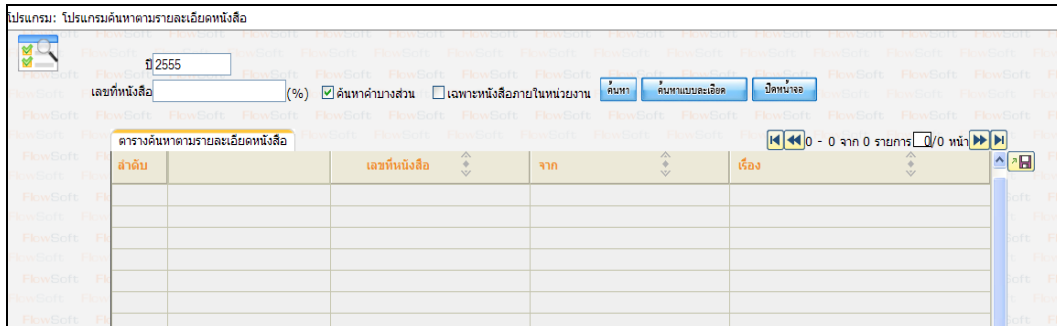 โปรแกรม: โปรแกรมค้นหาตามรายละเอียดหนังสือ
ปี 2555
เลขที่หนังสือ (%) ค้นหาคำบางส่วน เฉพาะหนังสือภายในหน่วยงาน ค้นหา ค้นหาแบบละเอียด ปิดหน้าจอ
ตารางค้นหาตามรายละเอียดหนังสือ 0 - 0 จาก 0 รายการ 0/0 หน้า
ลำดับ เลขที่หนังสือ จาก เรื่อง